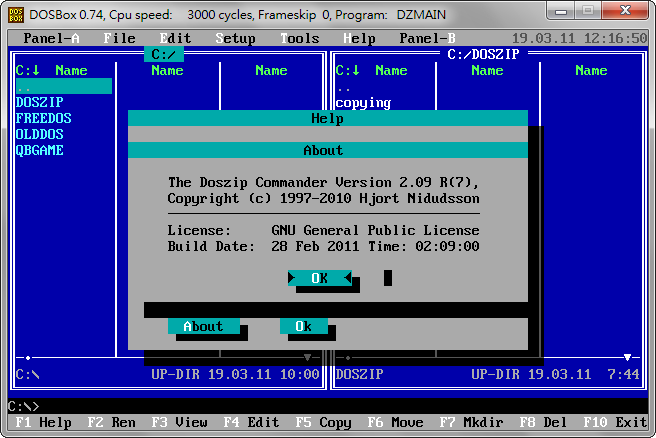 DOSBox 0.74, Cpu speed: 3000 cycles, Frameskip 0, Program: DZMAIN
Panel-A File Edit Setup Tools Help Panel-B 19.03.11 12:16:50
C:/ C:/DOSZIP
C:↓ Name Name Name C:↓ Name Name Name
.. ..
DOSZIP copying
FREEDOS
OLDDOS
QBGAME
Help
About
The Doszip Commander Version 2.09 R(7),
Copyright (c) 1997-2010 Hjort Nidudsson
License: GNU General Public License
Build Date: 28 Feb 2011 Time: 02:09:00
Ok
About Ok
C:\ UP-DIR 19.03.11 10:00 DOSZIP UP-DIR 19.03.11 7:44
C:\>
F1 Help F2 Ren F3 View F4 Edit F5 Copy F6 Move F7 Mkdir F8 Del F10 Exit